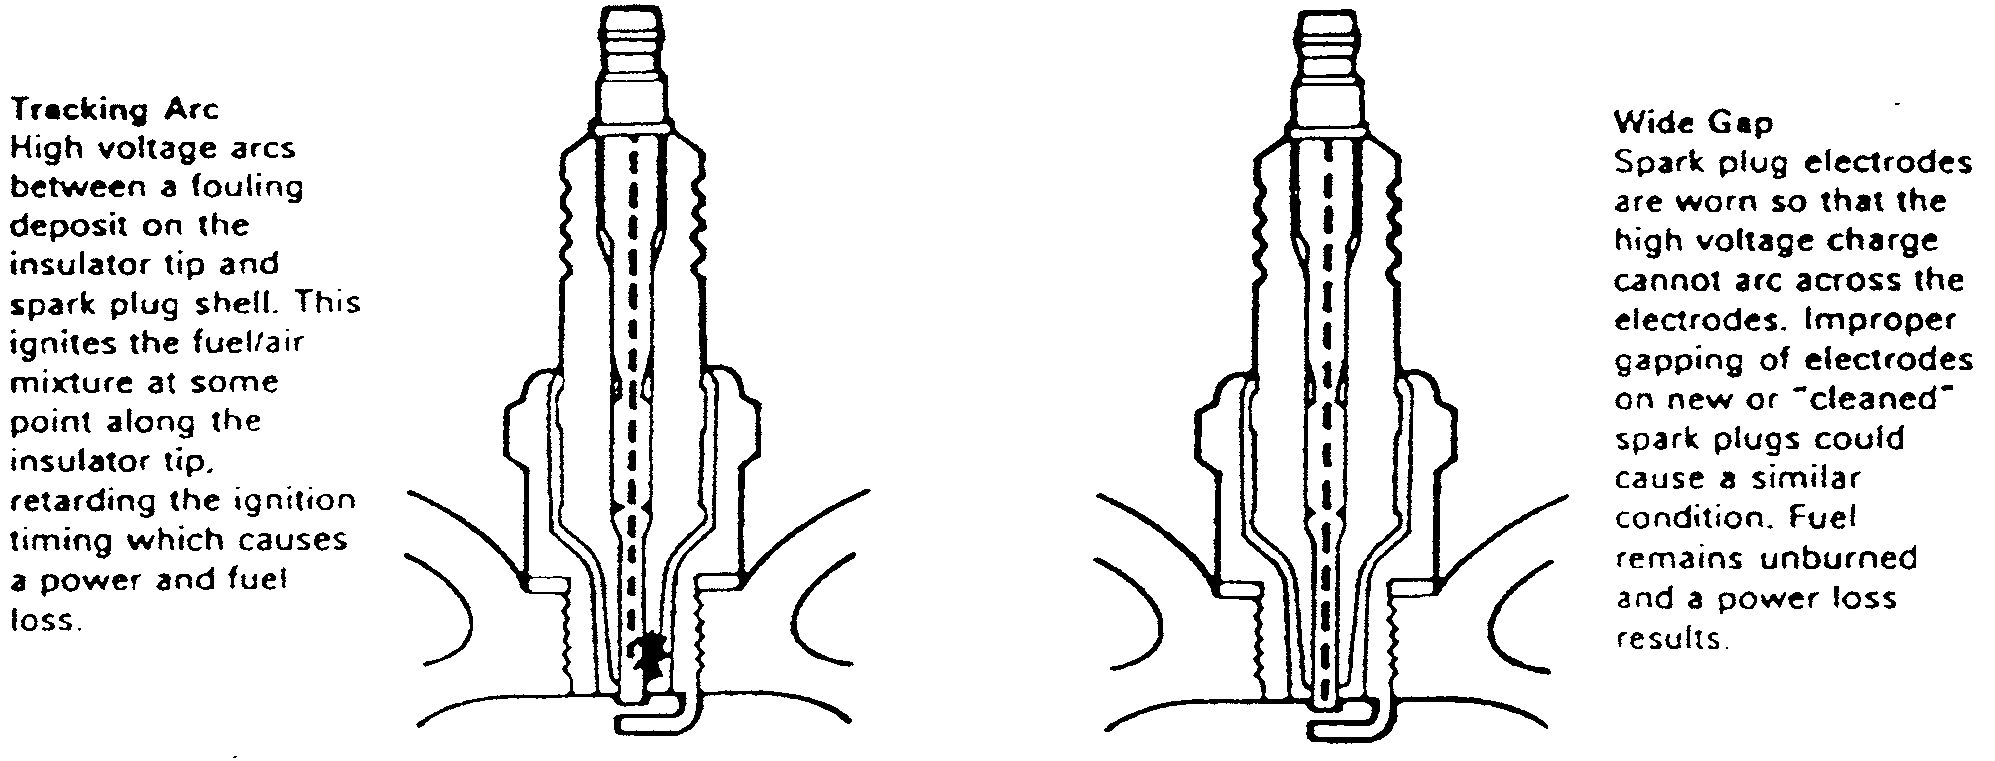 Tracking Arc
High voltage arcs
between a fouling
deposit on the
insulator tip and
spark plug shell. This
ignites the fuel/air
mixture at some
point along the
insulator tip,
retarding the ignition
timing which causes
a power and fuel
loss.
Wide Gap
Spark plug electrodes
are worn so that the
high voltage charge
cannot arc across the
electrodes. Improper
gapping of electrodes
on new or "cleaned"
spark plugs could
cause a similar
condition. Fuel
remains unburned
and a power loss
results.